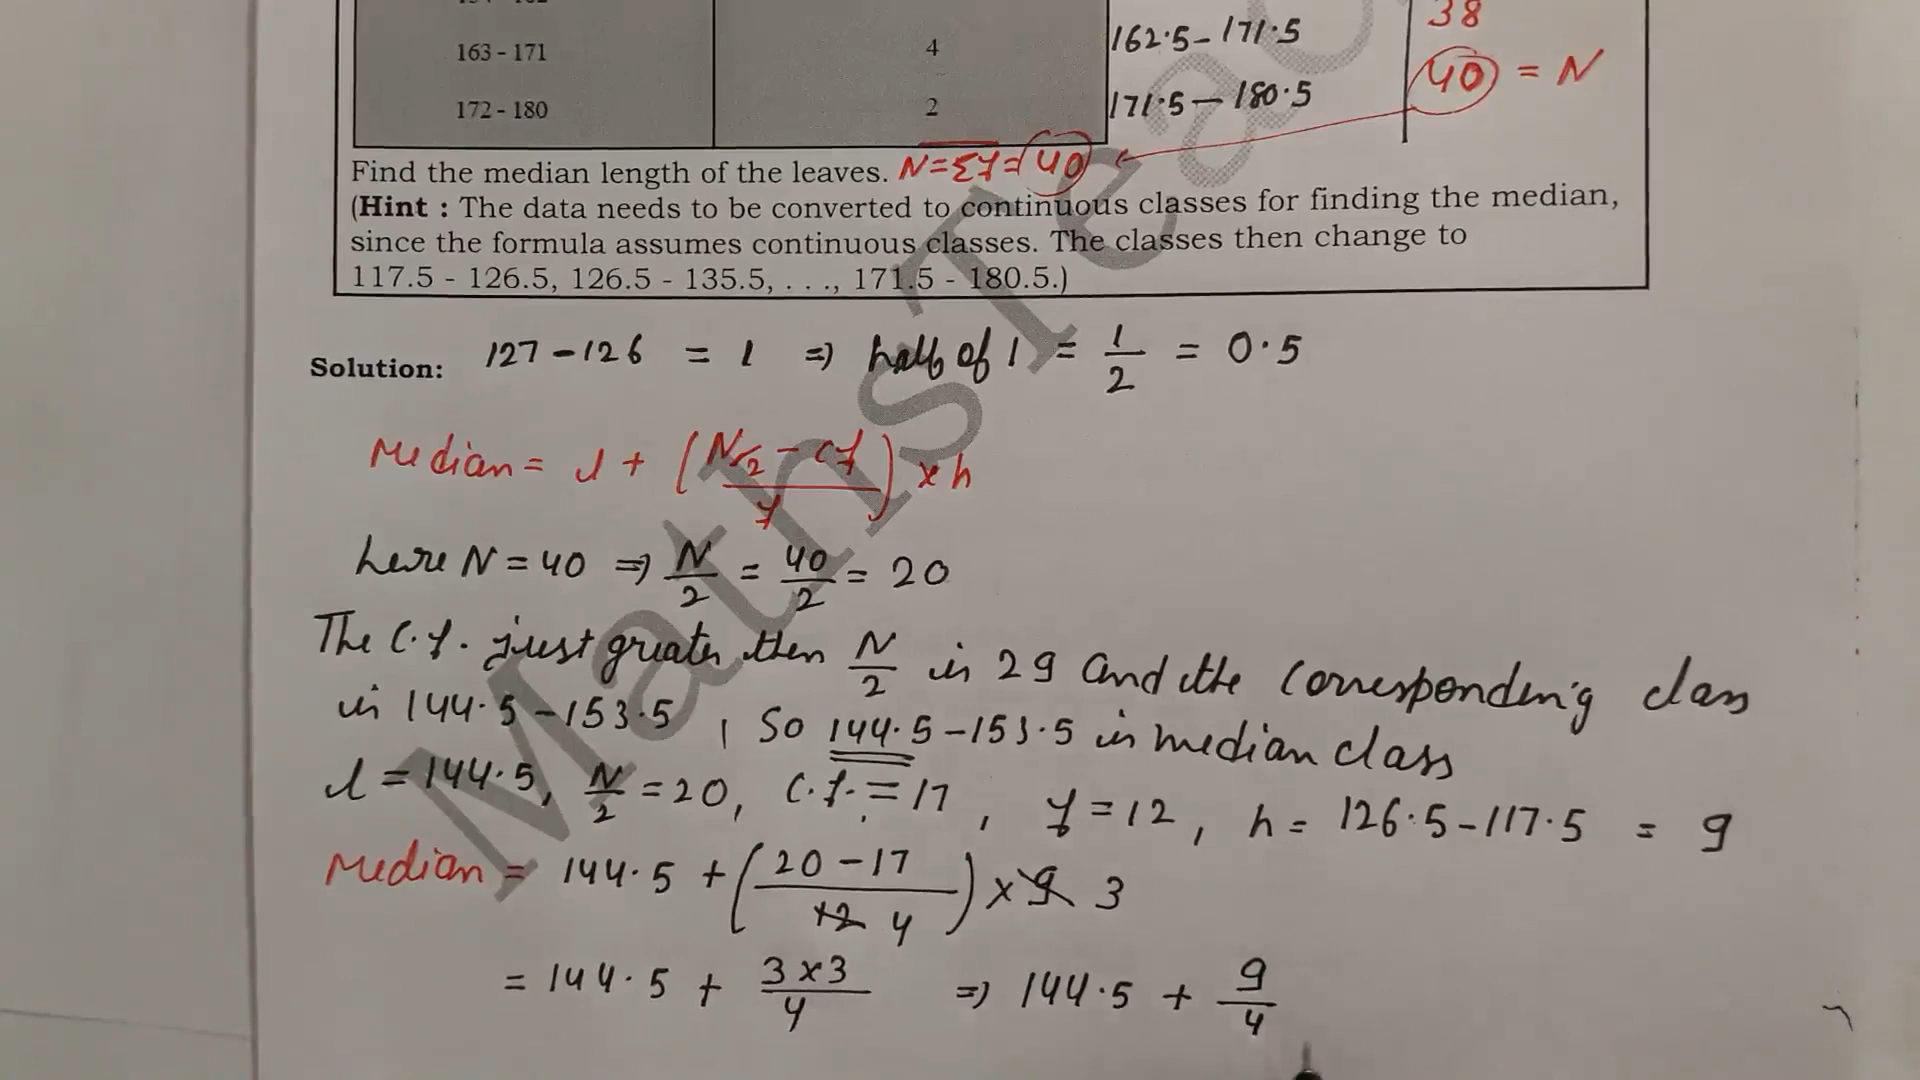 163 - 171 4 162.5 - 171.5 38
172 - 180 2 171.5 - 180.5 40 = N
Find the median length of the leaves. N = Σf = 40
(Hint : The data needs to be converted to continuous classes for finding the median,
since the formula assumes continuous classes. The classes then change to
117.5 - 126.5, 126.5 - 135.5, . . ., 171.5 - 180.5.)
Solution: 127 - 126 = 1 ⇒ half of 1 = 1/2 = 0.5
Median = l + (N/2 - cf / f) × h
here N = 40 ⇒ N/2 = 40/2 = 20
The C.f. just greater then N/2 is 29 and the corresponding class
is 144.5 - 153.5, So 144.5 - 153.5 is median class
l = 144.5, N/2 = 20, C.f. = 17, f = 12, h = 126.5 - 117.5 = 9
Median = 144.5 + (20 - 17 / 12 4) × 9 3
= 144.5 + 3 × 3 / 4 ⇒ 144.5 + 9/4